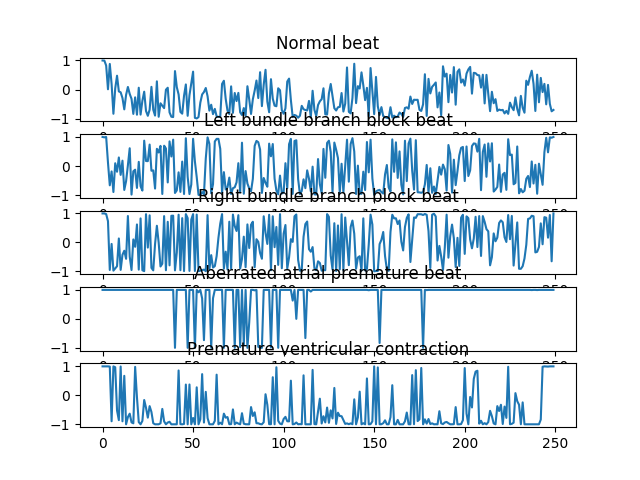 Normal beat
1
0
−1
Left bundle branch block beat
1
0
−1
Right bundle branch block beat
1
0
−1
Aberrated atrial premature beat
1
0
−1
Premature ventricular contraction
1
0
−1
0 50 100 150 200 250